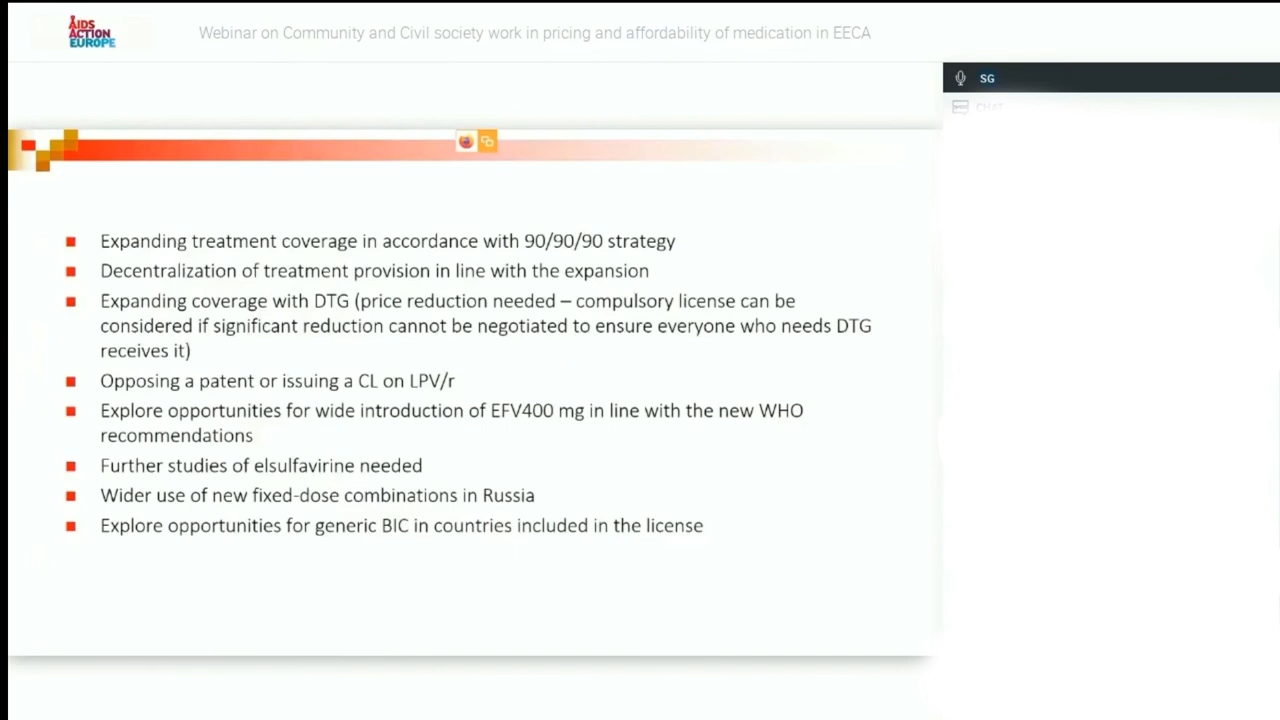 AIDS
ACTION
EUROPE
Webinar on Community and Civil society work in pricing and affordability of medication in EECA
SG
CHAT
Expanding treatment coverage in accordance with 90/90/90 strategy
Decentralization of treatment provision in line with the expansion
Expanding coverage with DTG (price reduction needed – compulsory license can be
considered if significant reduction cannot be negotiated to ensure everyone who needs DTG
receives it)
Opposing a patent or issuing a CL on LPV/r
Explore opportunities for wide introduction of EFV400 mg in line with the new WHO
recommendations
Further studies of elsulfavirine needed
Wider use of new fixed-dose combinations in Russia
Explore opportunities for generic BIC in countries included in the license